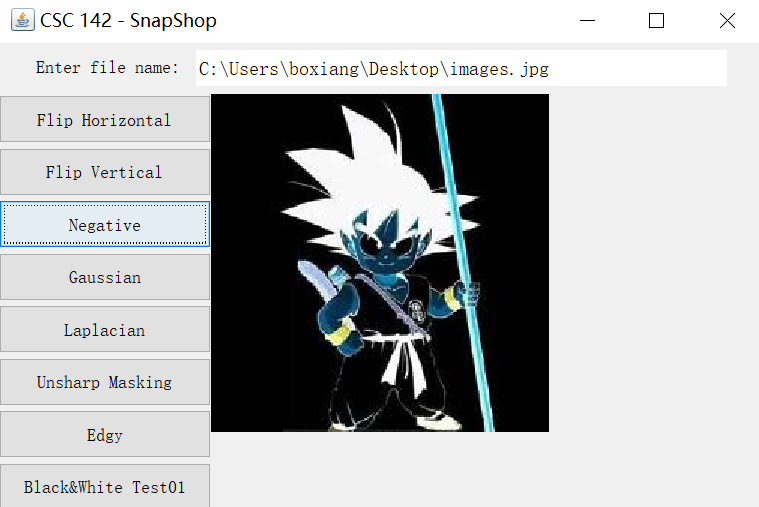 CSC 142 - SnapShop
Enter file name: C:\Users\boxiang\Desktop\images.jpg
Flip Horizontal
Flip Vertical
Negative
Gaussian
Laplacian
Unsharp Masking
Edgy
Black&White Test01